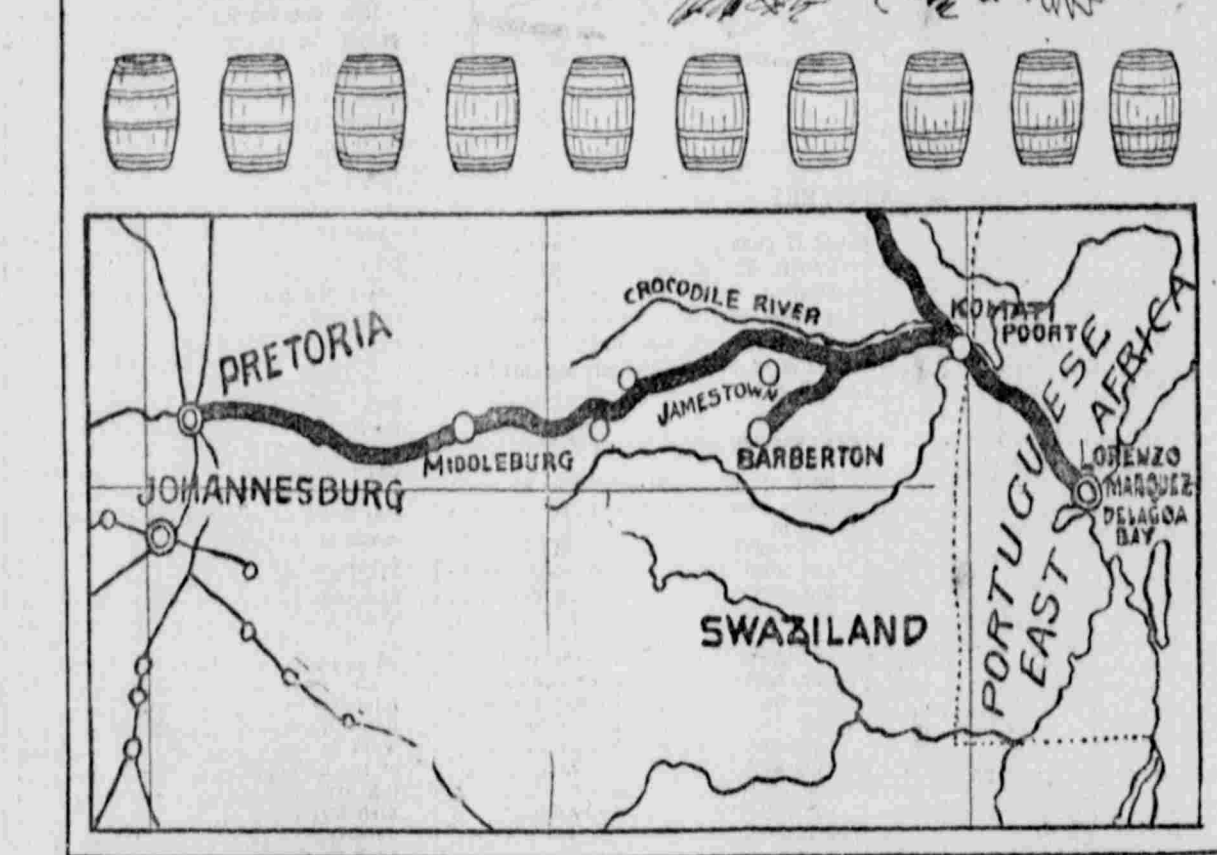 CROCODILE RIVER
KOMATI
POORT
PRETORIA
JAMESTOWN
MIDDLEBURG
BARBERTON
JOHANNESBURG
LORENZO
MARQUEZ
DELAGOA
BAY
PORTUGUESE
EAST AFRICA
SWAZILAND